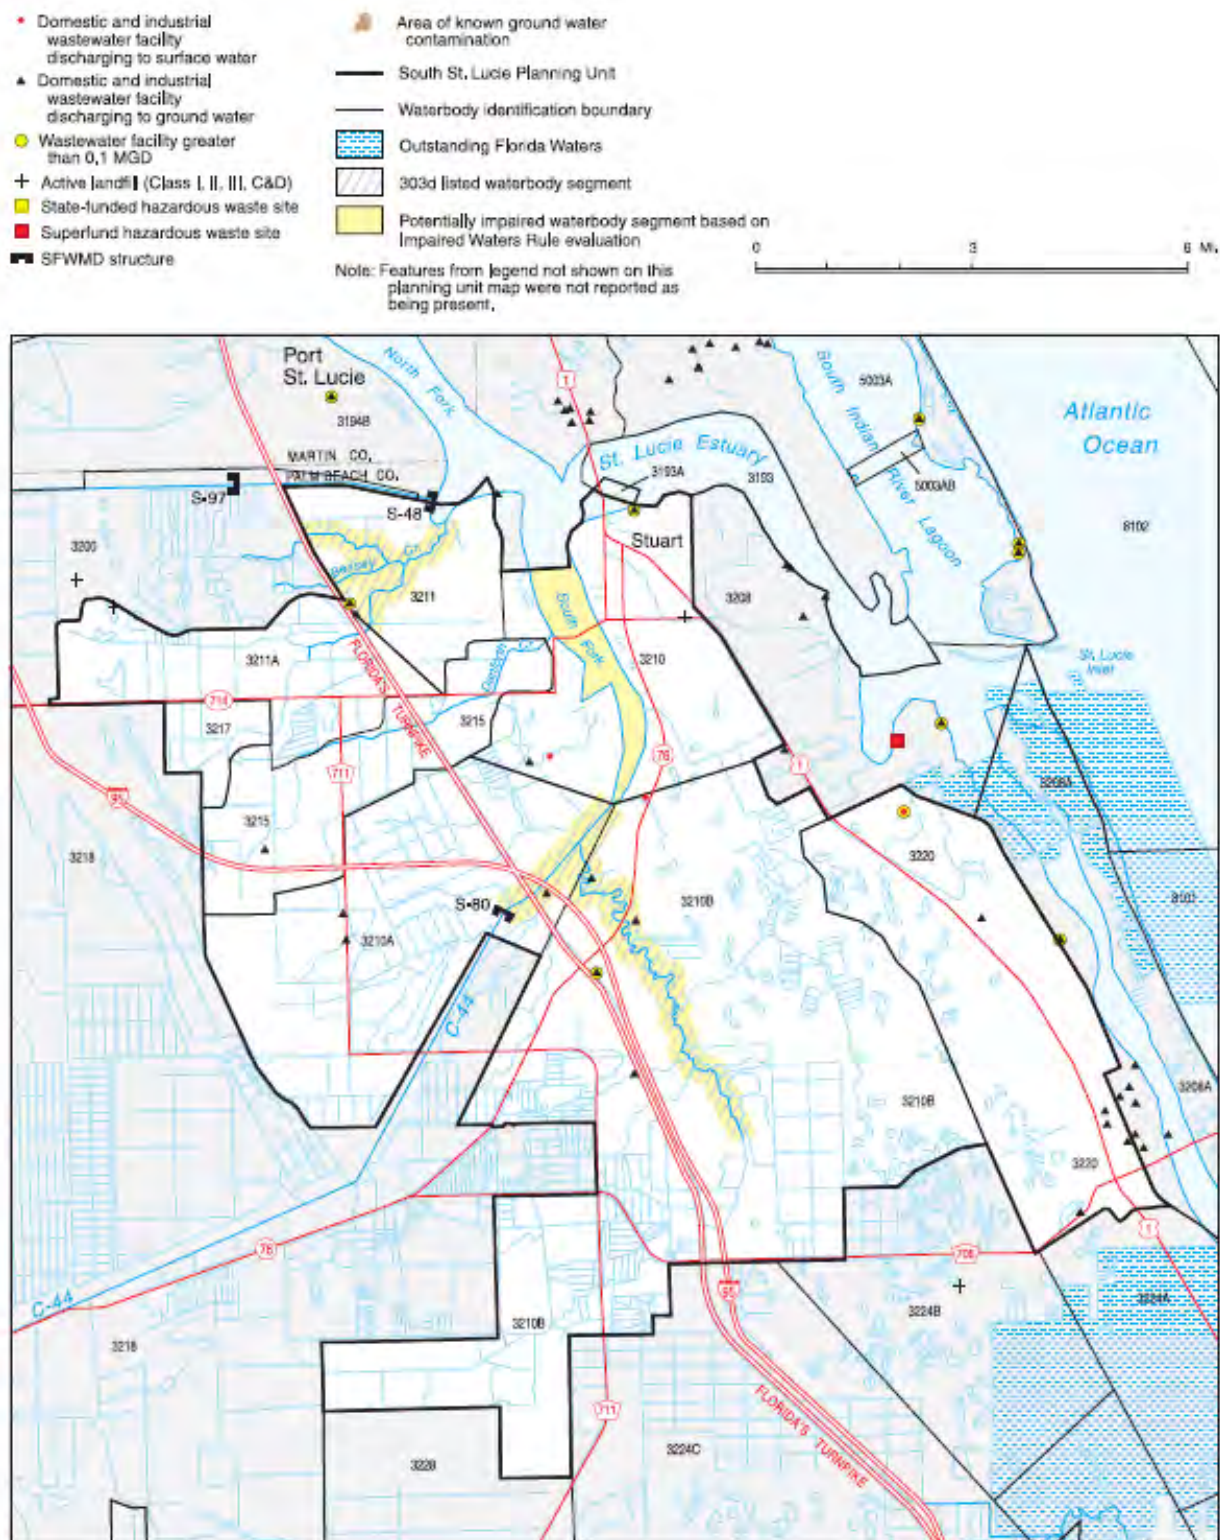 Domestic and industrial
wastewater facility
discharging to surface water
Domestic and industrial
wastewater facility
discharging to ground water
Wastewater facility greater
than 0.1 MGD
Active landfill (Class I, II, III, C&D)
State-funded hazardous waste site
Superfund hazardous waste site
SFWMD structure
Area of known ground water
contamination
South St. Lucie Planning Unit
Waterbody identification boundary
Outstanding Florida Waters
303d listed waterbody segment
Potentially impaired waterbody segment based on
Impaired Waters Rule evaluation
Note: Features from legend not shown on this
planning unit map were not reported as
being present.
0 3 6 Mi.
Port
St. Lucie
3194B
North Fork
1
South Indian River Lagoon
5003A
Atlantic
Ocean
MARTIN CO.
PALM BEACH CO.
St. Lucie Estuary
3193A
3193
5003AB
S-97
S-48
Stuart
8102
3200
Bessey Cr.
3211
3208
South Fork
3211A
3210
St. Lucie
Inlet
FLORIDA'S TURNPIKE
714
3217
3215
711
76
1
95
3208A
3215
3218
3220
S-80
3210B
8103
3210A
C-44
3210B
3208A
3220
76
1
708
C-44
95
3224B
3224A
3210B
3218
711
FLORIDA'S TURNPIKE
3224C
3228